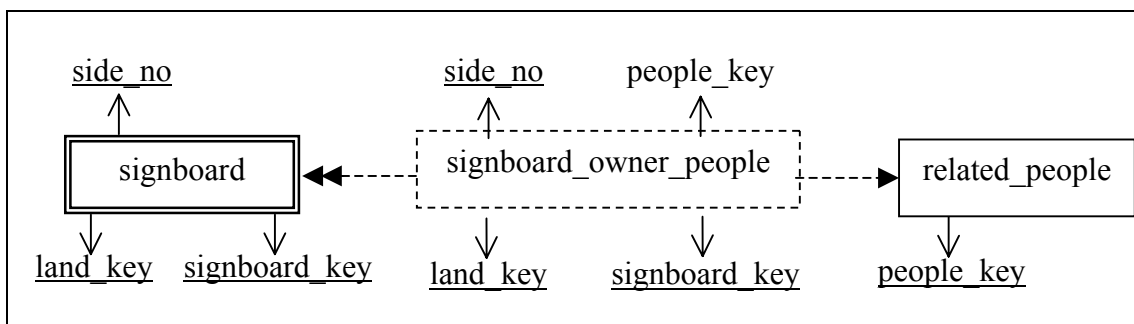 side_no side_no people_key
signboard signboard_owner_people related_people
land_key signboard_key land_key signboard_key people_key